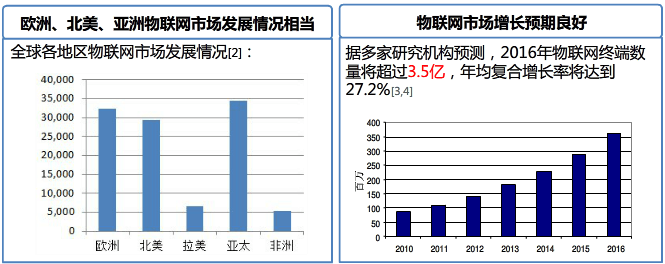 欧洲、北美、亚洲物联网市场发展情况相当
全球各地区物联网市场发展情况[2]：
40,000
35,000
30,000
25,000
20,000
15,000
10,000
5,000
0
欧洲 北美 拉美 亚太 非洲
物联网市场增长预期良好
据多家研究机构预测，2016年物联网终端数
量将超过3.5亿，年均复合增长率将达到
27.2%[3,4]
百万
400
350
300
250
200
150
100
50
0
2010 2011 2012 2013 2014 2015 2016